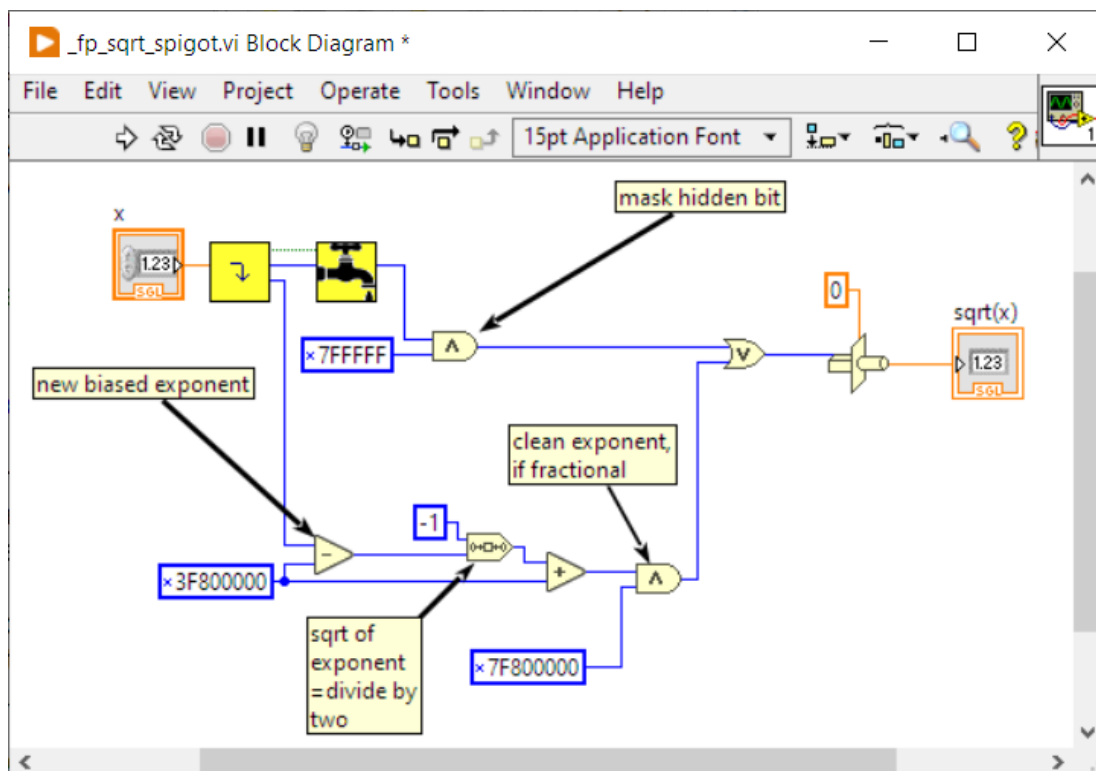 _fp_sqrt_spigot.vi Block Diagram *
File Edit View Project Operate Tools Window Help
15pt Application Font
1
mask hidden bit
x
1.23
SGL
0
sqrt(x)
1.23
SGL
×7FFFFF
new biased exponent
clean exponent,
if fractional
-1
×3F800000
sqrt of
exponent
=divide by
two
×7F800000